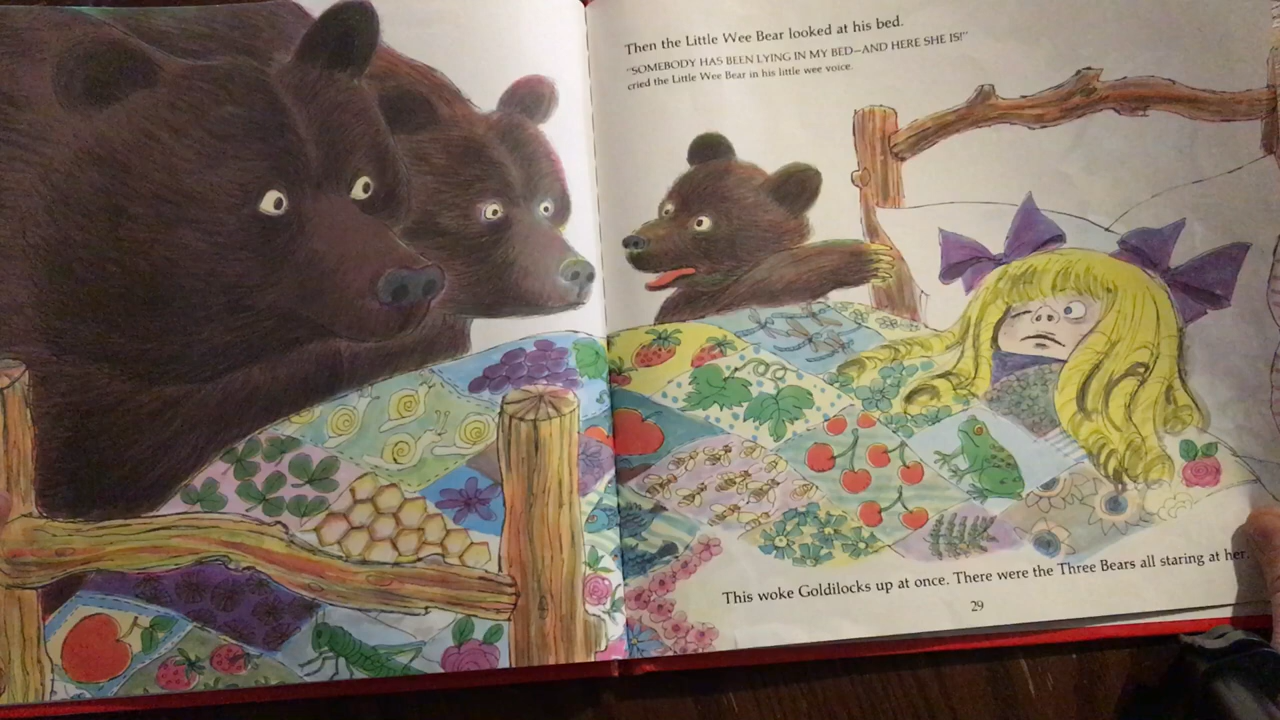 Then the Little Wee Bear looked at his bed.
"SOMEBODY HAS BEEN LYING IN MY BED—AND HERE SHE IS!"
cried the Little Wee Bear in his little wee voice.
This woke Goldilocks up at once. There were the Three Bears all staring at her.
29